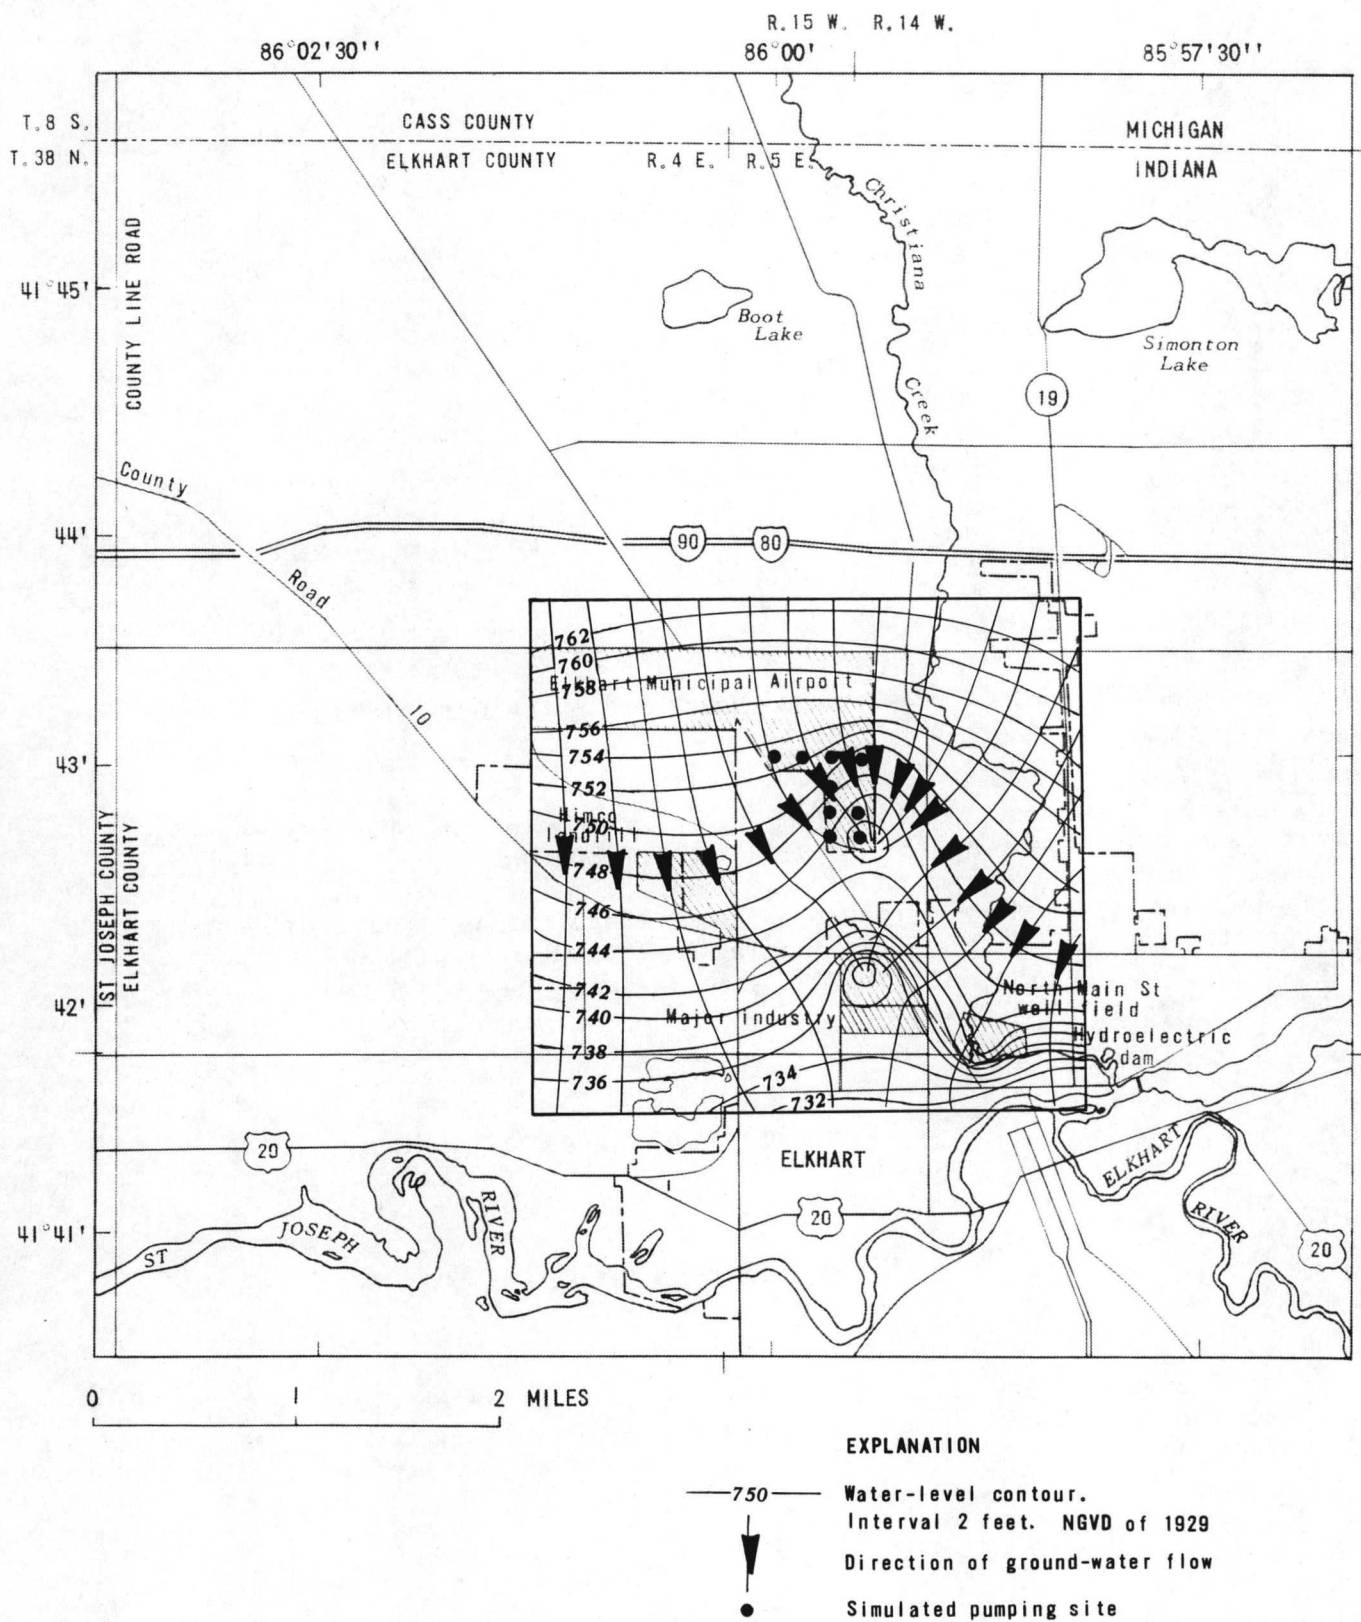 R.15 W. R.14 W.
86°02'30''
86°00'
85°57'30''
T.8 S.
T.38 N.
CASS COUNTY
ELKHART COUNTY
R.4 E. R.5 E.
MICHIGAN
INDIANA
COUNTY LINE ROAD
Christiana
Creek
41°45'
Boot
Lake
Simonton
Lake
19
County
Road
10
44'
90
80
762
760
758
Elkhart Municipal Airport
756
754
752
750
Himco
landfill
748
746
744
742
740
738
736
734
732
43'
ST JOSEPH COUNTY
ELKHART COUNTY
42'
Major industry
North Main St
well field
Hydroelectric
dam
20
ELKHART
20
ELKHART
RIVER
20
41°41'
ST
JOSEPH
RIVER
0 1 2 MILES
EXPLANATION
750
Water-level contour.
Interval 2 feet. NGVD of 1929
Direction of ground-water flow
Simulated pumping site